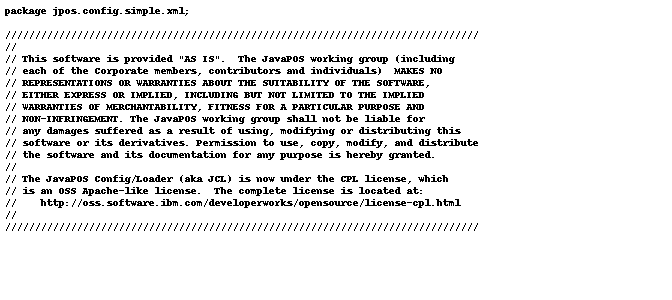 package jpos.config.simple.xml;
///////////////////////////////////////////////////////////////////////////////
//
// This software is provided "AS IS".  The JavaPOS working group (including
// each of the Corporate members, contributors and individuals)  MAKES NO
// REPRESENTATIONS OR WARRANTIES ABOUT THE SUITABILITY OF THE SOFTWARE,
// EITHER EXPRESS OR IMPLIED, INCLUDING BUT NOT LIMITED TO THE IMPLIED
// WARRANTIES OF MERCHANTABILITY, FITNESS FOR A PARTICULAR PURPOSE AND
// NON-INFRINGEMENT. The JavaPOS working group shall not be liable for
// any damages suffered as a result of using, modifying or distributing this
// software or its derivatives. Permission to use, copy, modify, and distribute
// the software and its documentation for any purpose is hereby granted.
//
// The JavaPOS Config/Loader (aka JCL) is now under the CPL license, which
// is an OSS Apache-like license.  The complete license is located at:
//    http://oss.software.ibm.com/developerworks/opensource/license-cpl.html
//
///////////////////////////////////////////////////////////////////////////////